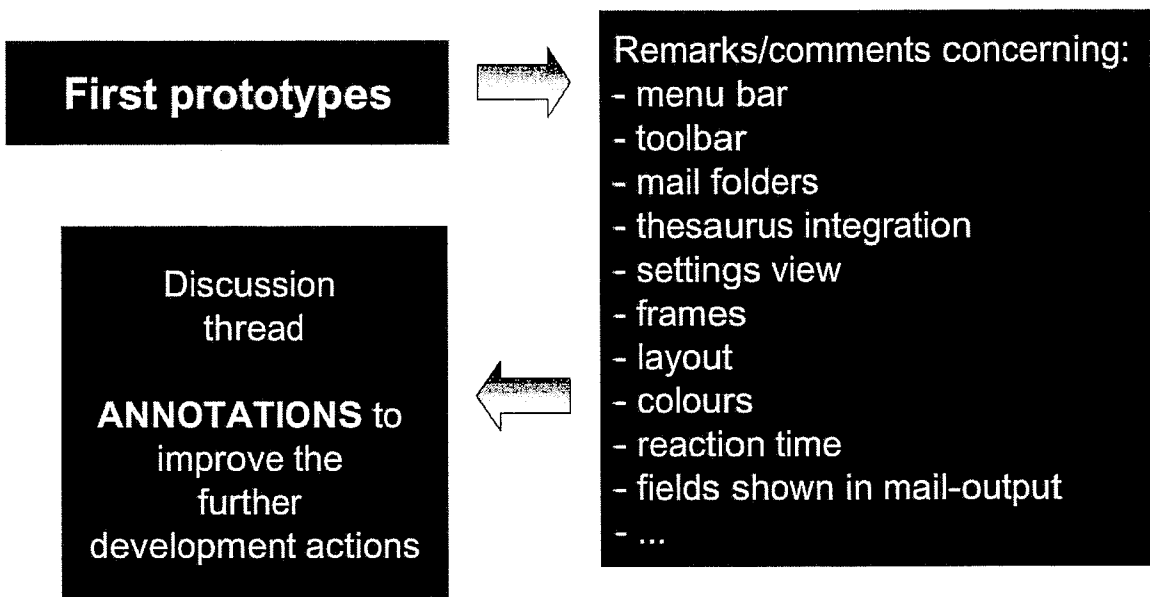 First prototypes
Remarks/comments concerning:
- menu bar
- toolbar
- mail folders
- thesaurus integration
- settings view
- frames
- layout
- colours
- reaction time
- fields shown in mail-output
- ...
Discussion
thread
ANNOTATIONS to
improve the
further
development actions